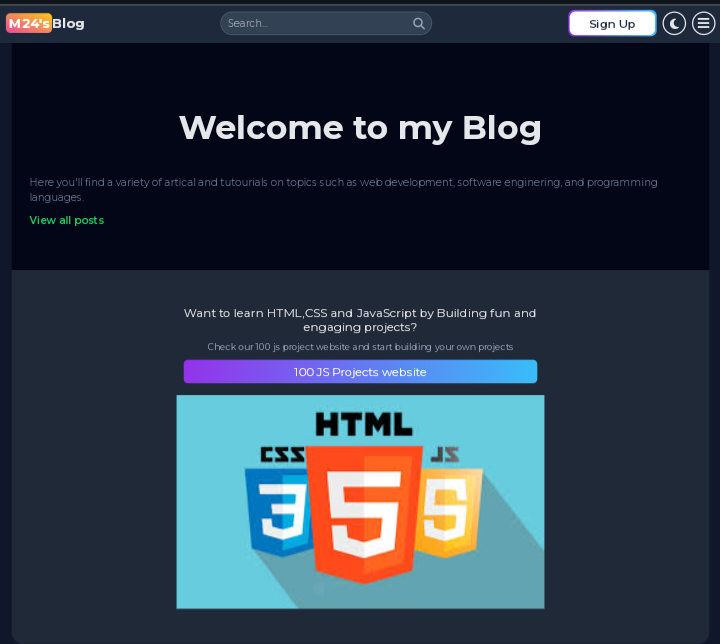 M24's Blog
Search...
Sign Up
Welcome to my Blog
Here you'll find a variety of artical and tutourials on topics such as web development, software enginering, and programming
languages.
View all posts
Want to learn HTML,CSS and JavaScript by Building fun and
engaging projects?
Check our 100 js project website and start building your own projects
100 JS Projects website
HTML
CSS
JS
3
5
5